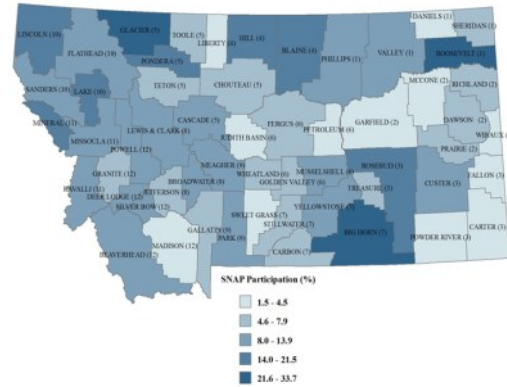 DANIELS (1)
SHERIDAN (1)
LINCOLN (10)
GLACIER (5)
TOOLE (5)
LIBERTY (4)
HILL (4)
BLAINE (4)
PHILLIPS (1)
VALLEY (1)
ROOSEVELT (1)
FLATHEAD (10)
PONDERA (5)
TETON (5)
CHOUTEAU (5)
MCCONE (2)
RICHLAND (2)
SANDERS (10)
LAKE (10)
CASCADE (5)
FERGUS (6)
PETROLEUM (6)
GARFIELD (2)
DAWSON (2)
WIBAUX (2)
MINERAL (11)
MISSOULA (11)
LEWIS & CLARK (8)
JUDITH BASIN (6)
PRAIRIE (2)
POWELL (12)
MEAGHER (9)
WHEATLAND (6)
MUSSELSHELL (6)
ROSEBUD (3)
FALLON (3)
GRANITE (12)
BROADWATER (9)
GOLDEN VALLEY (6)
TREASURE (3)
CUSTER (3)
RAVALLI (11)
DEER LODGE (12)
JEFFERSON (8)
SILVER BOW (12)
SWEET GRASS (7)
YELLOWSTONE (7)
STILLWATER (7)
GALLATIN (9)
PARK (9)
BIG HORN (7)
CARTER (3)
POWDER RIVER (3)
MADISON (12)
BEAVERHEAD (12)
CARBON (7)
SNAP Participation (%)
1.5 - 4.5
4.6 - 7.9
8.0 - 13.9
14.0 - 21.5
21.6 - 33.7